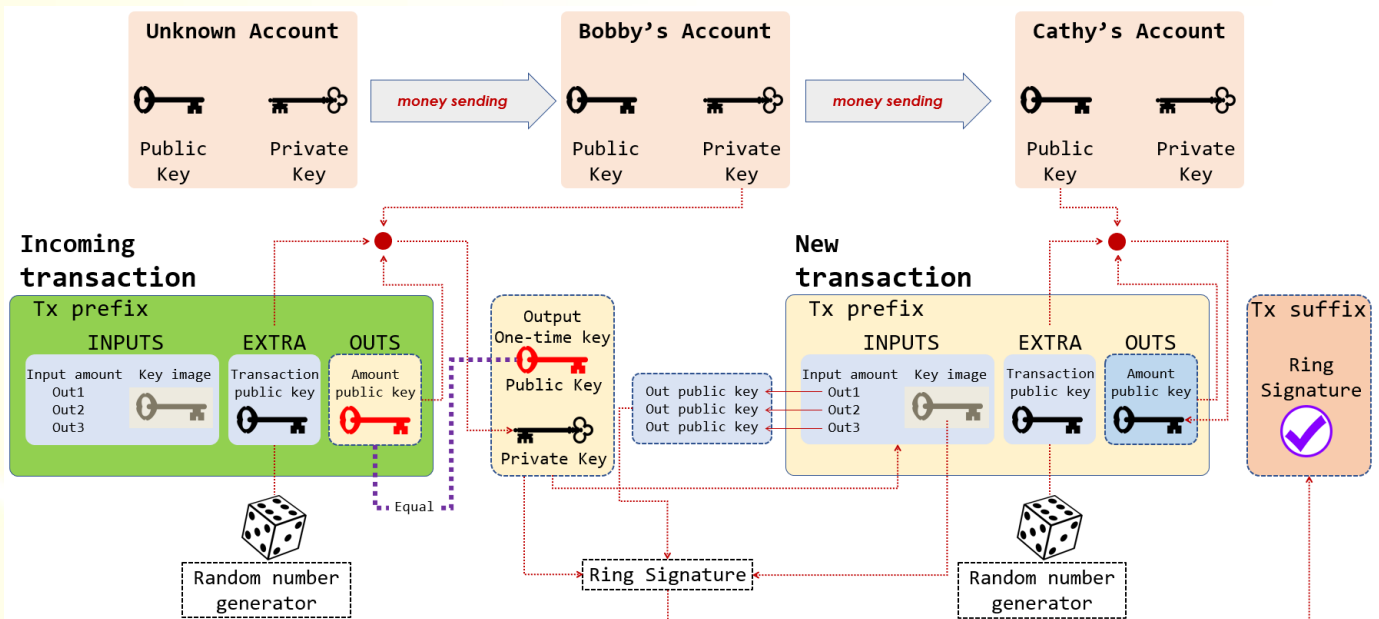 Unknown Account
Public
Key
Private
Key
money sending
Bobby’s Account
Public
Key
Private
Key
money sending
Cathy’s Account
Public
Key
Private
Key
Incoming
transaction
Tx prefix
INPUTS
Input amount
Out1
Out2
Out3
Key image
EXTRA
Transaction
public key
OUTS
Amount
public key
Equal
Random number
generator
Output
One-time key
Public Key
Private Key
Out public key
Out public key
Out public key
New
transaction
Tx prefix
INPUTS
Input amount
Out1
Out2
Out3
Key image
EXTRA
Transaction
public key
OUTS
Amount
public key
Random number
generator
Ring Signature
Tx suffix
Ring
Signature